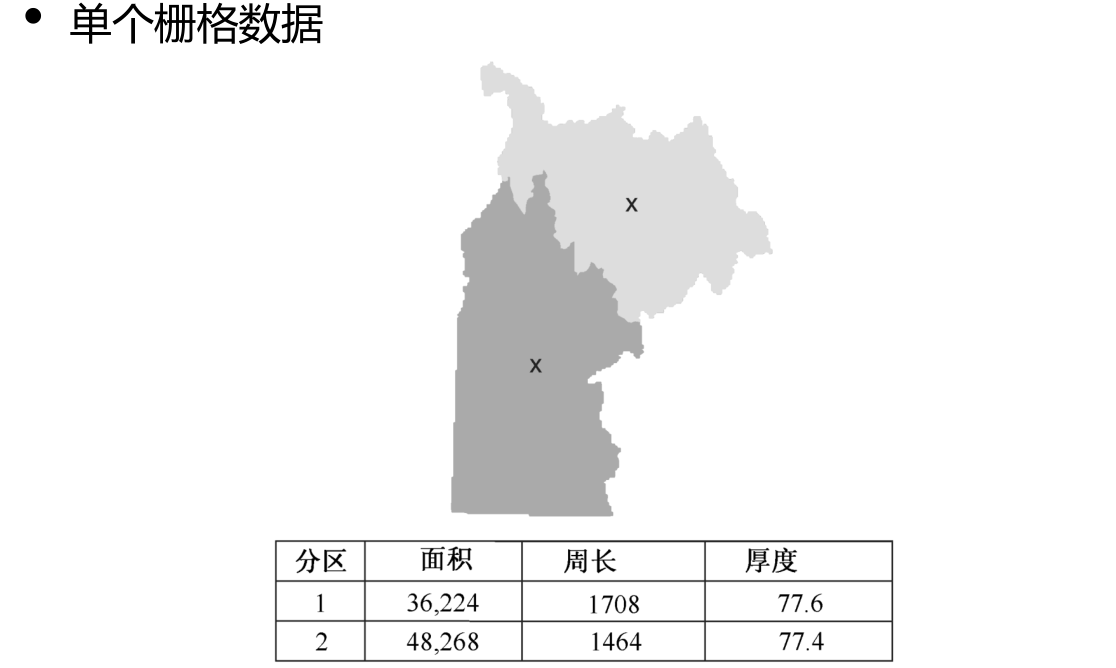 • 单个栅格数据
x
x
分区 面积 周长 厚度
1 36,224 1708 77.6
2 48,268 1464 77.4